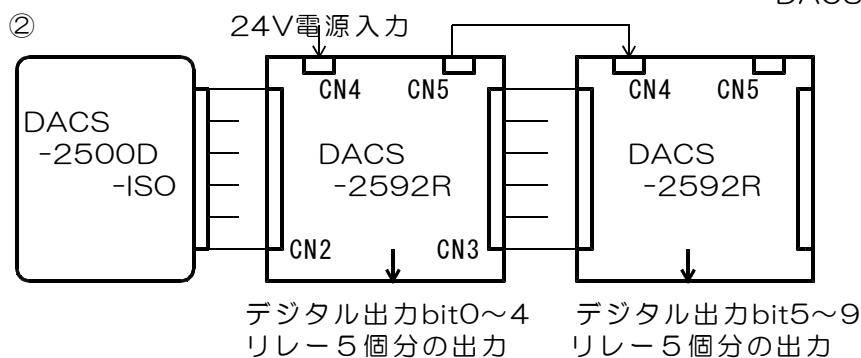 DACS
②
24V電源入力
CN4 CN5
CN4 CN5
DACS
-2500D
-ISO
DACS
-2592R
DACS
-2592R
CN2
CN3
デジタル出力bit0～4
リレー５個分の出力
デジタル出力bit5～9
リレー５個分の出力